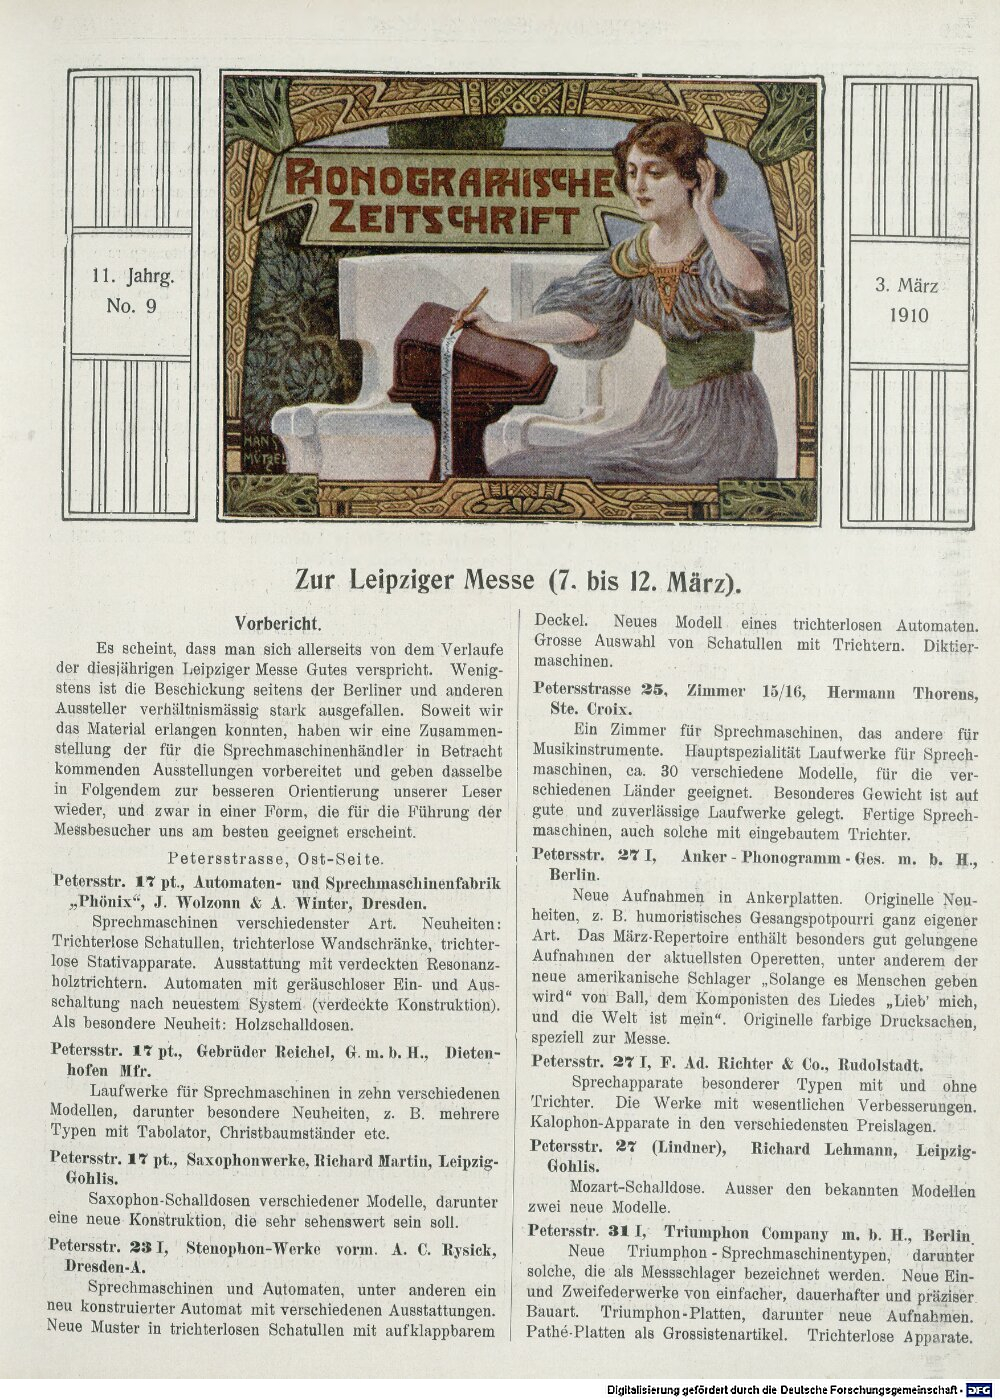 11. Jahrg.
No. 9
PHONOGRAPHISCHE
ZEITSCHRIFT
HANS
MÜTZEL
3. März
1910
Zur Leipziger Messe (7. bis 12. März).
Vorbericht.
Es scheint, dass man sich allerseits von dem Verlaufe
der diesjährigen Leipziger Messe Gutes verspricht. Wenig-
stens ist die Beschickung seitens der Berliner und anderen
Aussteller verhältnismässig stark ausgefallen. Soweit wir
das Material erlangen konnten, haben wir eine Zusammen-
stellung der für die Sprechmaschinenhändler in Betracht
kommenden Ausstellungen vorbereitet und geben dasselbe
in Folgendem zur besseren Orientierung unserer Leser
wieder, und zwar in einer Form, die für die Führung der
Messbesucher uns am besten geeignet erscheint.
Petersstrasse, Ost-Seite.
Petersstr. 17 pt., Automaten- und Sprechmaschinenfabrik
„Phönix“, J. Wolzonn & A. Winter, Dresden.
Sprechmaschinen verschiedenster Art. Neuheiten:
Trichterlose Schatullen, trichterlose Wandschränke, trichter-
lose Stativapparate. Ausstattung mit verdeckten Resonanz-
holztrichtern. Automaten mit geräuschloser Ein- und Aus-
schaltung nach neuestem System (verdeckte Konstruktion).
Als besondere Neuheit: Holzschalldosen.
Petersstr. 17 pt., Gebrüder Reichel, G. m. b. H., Dieten-
hofen Mfr.
Laufwerke für Sprechmaschinen in zehn verschiedenen
Modellen, darunter besondere Neuheiten, z. B. mehrere
Typen mit Tabolator, Christbaumständer etc.
Petersstr. 17 pt., Saxophonwerke, Richard Martin, Leipzig-
Gohlis.
Saxophon-Schalldosen verschiedener Modelle, darunter
eine neue Konstruktion, die sehr sehenswert sein soll.
Petersstr. 23 I, Stenophon-Werke vorm. A. C. Rysick,
Dresden-A.
Sprechmaschinen und Automaten, unter anderen ein
neu konstruierter Automat mit verschiedenen Ausstattungen.
Neue Muster in trichterlosen Schatullen mit aufklappbarem
Deckel. Neues Modell eines trichterlosen Automaten.
Grosse Auswahl von Schatullen mit Trichtern. Diktier-
maschinen.
Petersstrasse 25, Zimmer 15/16, Hermann Thorens,
Ste. Croix.
Ein Zimmer für Sprechmaschinen, das andere für
Musikinstrumente. Hauptspezialität Laufwerke für Sprech-
maschinen, ca. 30 verschiedene Modelle, für die ver-
schiedenen Länder geeignet. Besonderes Gewicht ist auf
gute und zuverlässige Laufwerke gelegt. Fertige Sprech-
maschinen, auch solche mit eingebautem Trichter.
Petersstr. 27 I, Anker-Phonogramm-Ges. m. b. H.,
Berlin.
Neue Aufnahmen in Ankerplatten. Originelle Neu-
heiten, z. B. humoristisches Gesangspotpourri ganz eigener
Art. Das März-Repertoire enthält besonders gut gelungene
Aufnahmen der aktuellsten Operetten, unter anderem der
neue amerikanische Schlager „Solange es Menschen geben
wird“ von Ball, dem Komponisten des Liedes „Lieb’ mich,
und die Welt ist mein“. Originelle farbige Drucksachen,
speziell zur Messe.
Petersstr. 27 I, F. Ad. Richter & Co., Rudolstadt.
Sprechapparate besonderer Typen mit und ohne
Trichter. Die Werke mit wesentlichen Verbesserungen.
Kalophon-Apparate in den verschiedensten Preislagen.
Petersstr. 27 (Lindner), Richard Lehmann, Leipzig-
Gohlis.
Mozart-Schalldose. Ausser den bekannten Modellen
zwei neue Modelle.
Petersstr. 31 I, Triumphon Company m. b. H., Berlin.
Neue Triumphon-Sprechmaschinentypen, darunter
solche, die als Messschlager bezeichnet werden. Neue Ein-
und Zweifederwerke von einfacher, dauerhafter und präziser
Bauart. Triumphon-Platten, darunter neue Aufnahmen.
Pathé-Platten als Grossistenartikel. Trichterlose Apparate.
Digitalisierung gefördert durch die Deutsche Forschungsgemeinschaft - DFG